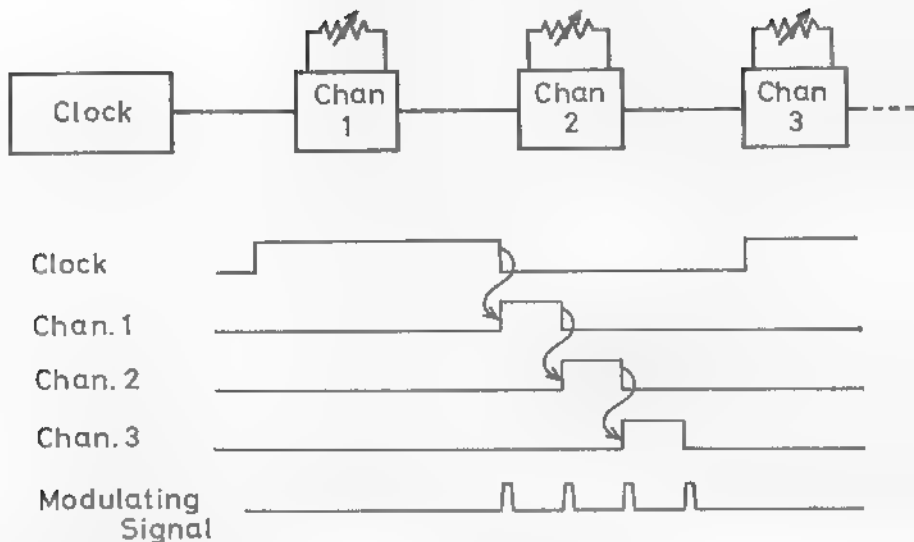 Clock
Chan
1
Chan
2
Chan
3
Clock
Chan. 1
Chan. 2
Chan. 3
Modulating
Signal